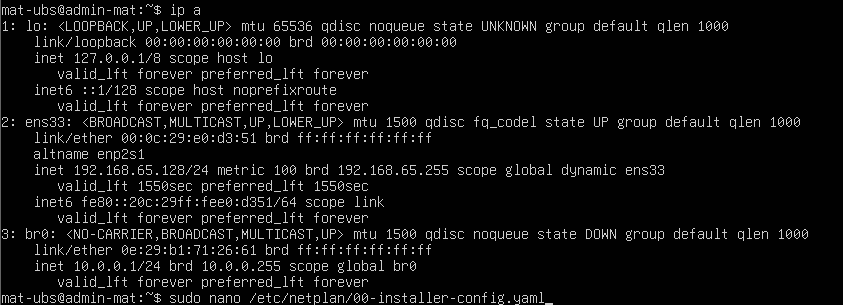 mat-ubs@admin-mat:~$ ip a
1: lo: <LOOPBACK,UP,LOWER_UP> mtu 65536 qdisc noqueue state UNKNOWN group default qlen 1000
    link/loopback 00:00:00:00:00:00 brd 00:00:00:00:00:00
    inet 127.0.0.1/8 scope host lo
       valid_lft forever preferred_lft forever
    inet6 ::1/128 scope host noprefixroute
       valid_lft forever preferred_lft forever
2: ens33: <BROADCAST,MULTICAST,UP,LOWER_UP> mtu 1500 qdisc fq_codel state UP group default qlen 1000
    link/ether 00:0c:29:e0:d3:51 brd ff:ff:ff:ff:ff:ff
    altname enp2s1
    inet 192.168.65.128/24 metric 100 brd 192.168.65.255 scope global dynamic ens33
       valid_lft 1550sec preferred_lft 1550sec
    inet6 fe80::20c:29ff:fee0:d351/64 scope link
       valid_lft forever preferred_lft forever
3: br0: <NO-CARRIER,BROADCAST,MULTICAST,UP> mtu 1500 qdisc noqueue state DOWN group default qlen 1000
    link/ether 0e:29:b1:71:26:61 brd ff:ff:ff:ff:ff:ff
    inet 10.0.0.1/24 brd 10.0.0.255 scope global br0
       valid_lft forever preferred_lft forever
mat-ubs@admin-mat:~$ sudo nano /etc/netplan/00-installer-config.yaml